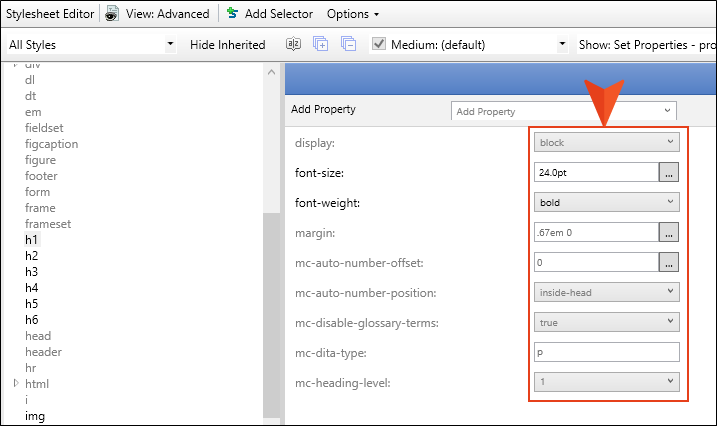 Stylesheet Editor View: Advanced Add Selector Options
All Styles Hide Inherited Medium: (default) Show: Set Properties - pro
div
dl
dt
em
fieldset
figcaption
figure
footer
form
frame
frameset
h1
h2
h3
h4
h5
h6
head
header
hr
html
i
img
Add Property Add Property
display: block
font-size: 24.0pt ...
font-weight: bold
margin: .67em 0 ...
mc-auto-number-offset: 0 ...
mc-auto-number-position: inside-head
mc-disable-glossary-terms: true
mc-dita-type: p
mc-heading-level: 1